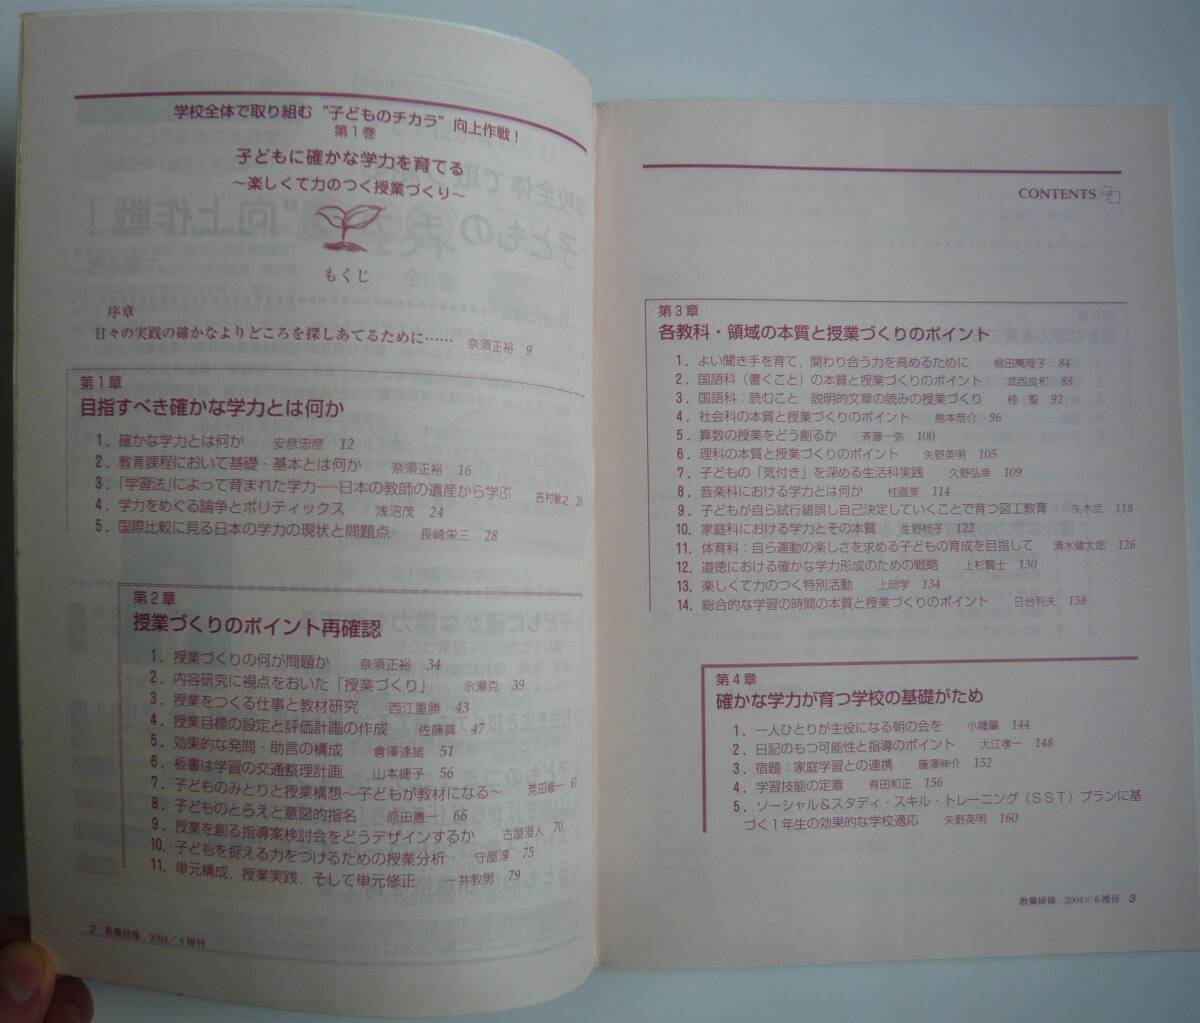 学校全体で取り組む“子どものチカラ”向上作戦！
第1巻
子どもに確かな学力を育てる
～楽しくて力のつく授業づくり～
もくじ
序章
日々の実践の確かなよりどころを探しあてるために…… 奈須正裕 9
第1章
目指すべき確かな学力とは何か
1．確かな学力とは何か 安彦忠彦 12
2．教育課程において基礎・基本とは何か 奈須正裕 16
3．「学習法」によって育まれた学力──日本の教師の遺産から学ぶ 吉村敏之 20
4．学力をめぐる論争とポリティックス 浅沼茂 24
5．国際比較に見る日本の学力の現状と問題点 長崎栄三 28
第2章
授業づくりのポイント再確認
1．授業づくりの何が問題か 奈須正裕 34
2．内容研究に視点をおいた「授業づくり」 永瀬克 39
3．授業をつくる仕事と教材研究 西江重勝 43
4．授業目標の設定と評価計画の作成 佐藤真 47
5．効果的な発問・助言の構成 倉澤達雄 51
6．板書は学習の交通整理計画 山本捷子 56
7．子どものみとりと授業構想～子どもが教材になる～ 荒田修一 61
8．子どものとらえと意図的指名 原田憲一 66
9．授業を創る指導案検討会をどうデザインするか 古屋澄人 70
10．子どもを捉える力をつけるための授業分析 守屋淳 75
11．単元構成，授業実践，そして単元修正 一井敦男 79
2 教職研修 2004／6増刊
CONTENTS
第3章
各教科・領域の本質と授業づくりのポイント
1．よい聞き手を育て，関わり合う力を高めるために 椙田萬理子 84
2．国語科（書くこと）の本質と授業づくりのポイント 武西良和 88
3．国語科：読むこと 説明的文章の読みの授業づくり 桂聖 92
4．社会科の本質と授業づくりのポイント 島本恭介 96
5．算数の授業をどう創るか 斉藤一弥 100
6．理科の本質と授業づくりのポイント 矢野英明 105
7．子どもの「気付き」を深める生活科実践 久野弘幸 109
8．音楽科における学力とは何か 桂直美 114
9．子どもが自ら試行錯誤し自己決定していくことで育つ図工教育 矢木武 118
10．家庭科における学力とその本質 生野桂子 122
11．体育科：自ら運動の楽しさを求める子どもの育成を目指して 清水健太郎 126
12．道徳における確かな学力形成のための戦略 上杉賢士 130
13．楽しくて力のつく特別活動 上岡学 134
14．総合的な学習の時間の本質と授業づくりのポイント 日台利夫 138
第4章
確かな学力が育つ学校の基礎がため
1．一人ひとりが主役になる朝の会を 小幡肇 144
2．日記のもつ可能性と指導のポイント 大江孝一 148
3．宿題：家庭学習との連携 藤澤伸介 152
4．学習技能の定着 有田和正 156
5．ソーシャル＆スタディ・スキル・トレーニング（SST）プランに基
づく1年生の効果的な学校適応 矢野英明 160
教職研修 2004／6増刊 3